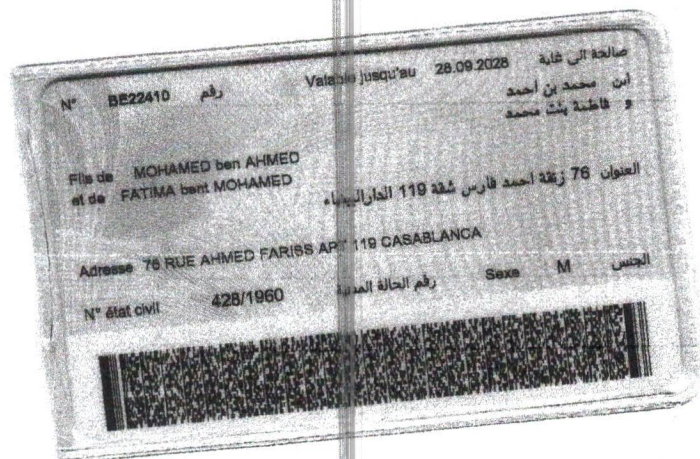 N° BE22410 رقم Valable jusqu'au 28.09.2028 صالحة الى غاية
ابن محمد بن أحمد
و فاطمة بنت محمد
Fils de MOHAMED ben AHMED
et de FATIMA bent MOHAMED
العنوان 76 زنقة احمد فارس شقة 119 الدارالبيضاء
Adresse 76 RUE AHMED FARISS APT 119 CASABLANCA
N° état civil 428/1960 رقم الحالة المدنية Sexe M الجنس